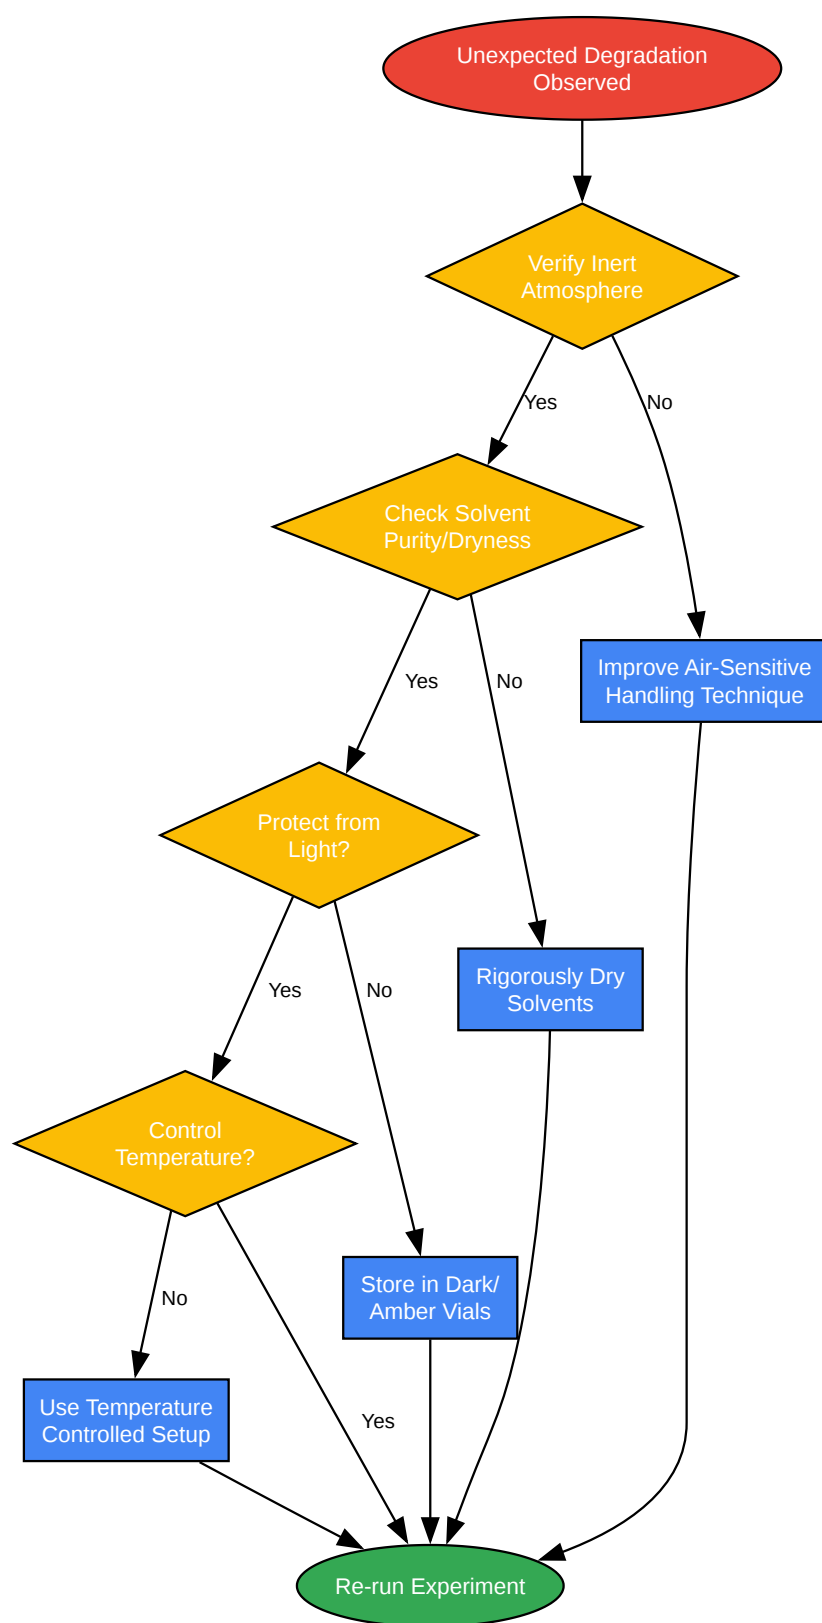 Unexpected Degradation
Observed
Verify Inert
Atmosphere
Yes
No
Check Solvent
Purity/Dryness
Yes
No
Improve Air-Sensitive
Handling Technique
Protect from
Light?
Yes
No
Rigorously Dry
Solvents
Control
Temperature?
No
Yes
Store in Dark/
Amber Vials
Use Temperature
Controlled Setup
Re-run Experiment